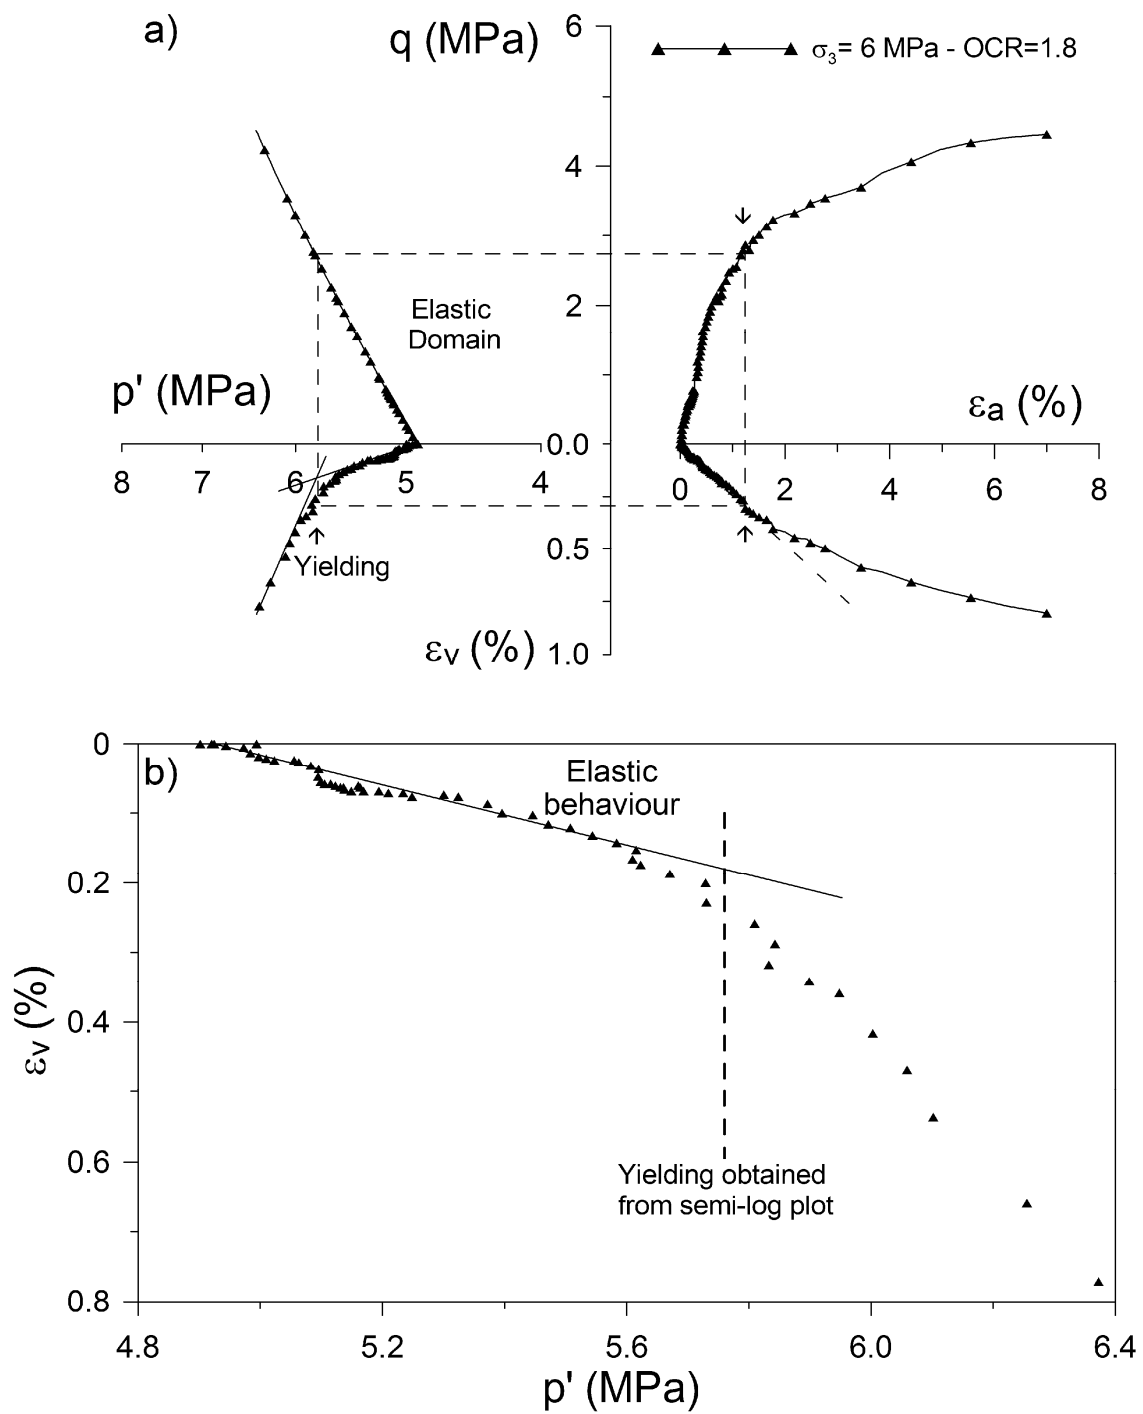 a)
q (MPa)
6
σ3= 6 MPa - OCR=1.8
4
Elastic
Domain
2
p' (MPa)
εa (%)
0.0
8 7 6 5 4
0 2 4 6 8
0.5
Yielding
εv (%)
1.0
0
b)
Elastic
behaviour
0.2
εv (%)
0.4
0.6
Yielding obtained
from semi-log plot
0.8
4.8 5.2 5.6 6.0 6.4
p' (MPa)